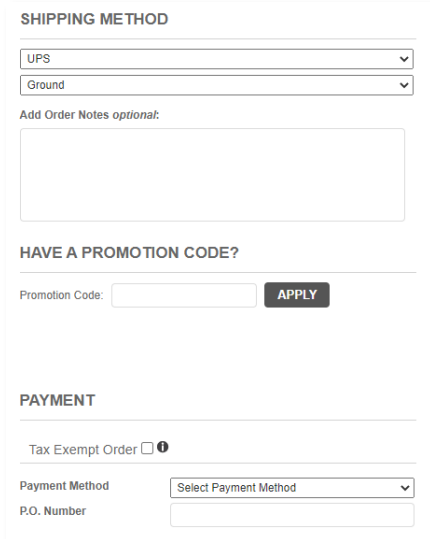 SHIPPING METHOD
UPS
Ground
Add Order Notes optional:
HAVE A PROMOTION CODE?
Promotion Code: APPLY
PAYMENT
Tax Exempt Order
Payment Method Select Payment Method
P.O. Number